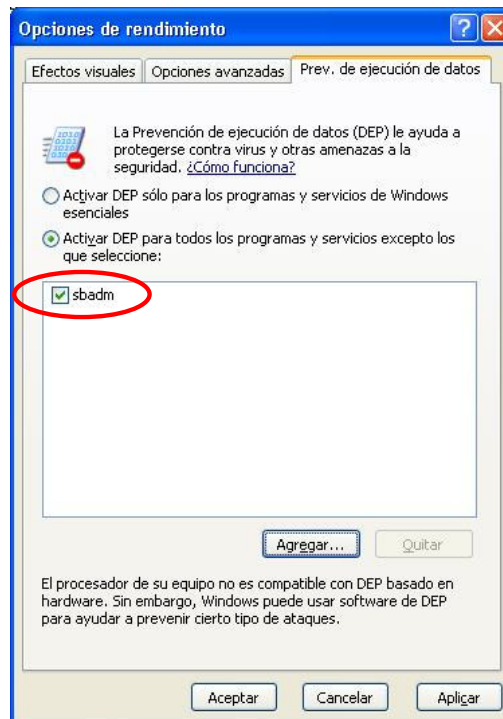 Opciones de rendimiento
Efectos visuales Opciones avanzadas Prev. de ejecución de datos
La Prevención de ejecución de datos (DEP) le ayuda a
protegerse contra virus y otras amenazas a la
seguridad. ¿Cómo funciona?
Activar DEP sólo para los programas y servicios de Windows
esenciales
Activar DEP para todos los programas y servicios excepto los
que seleccione:
sbadm
Agregar... Quitar
El procesador de su equipo no es compatible con DEP basado en
hardware. Sin embargo, Windows puede usar software de DEP
para ayudar a prevenir cierto tipo de ataques.
Aceptar Cancelar Aplicar